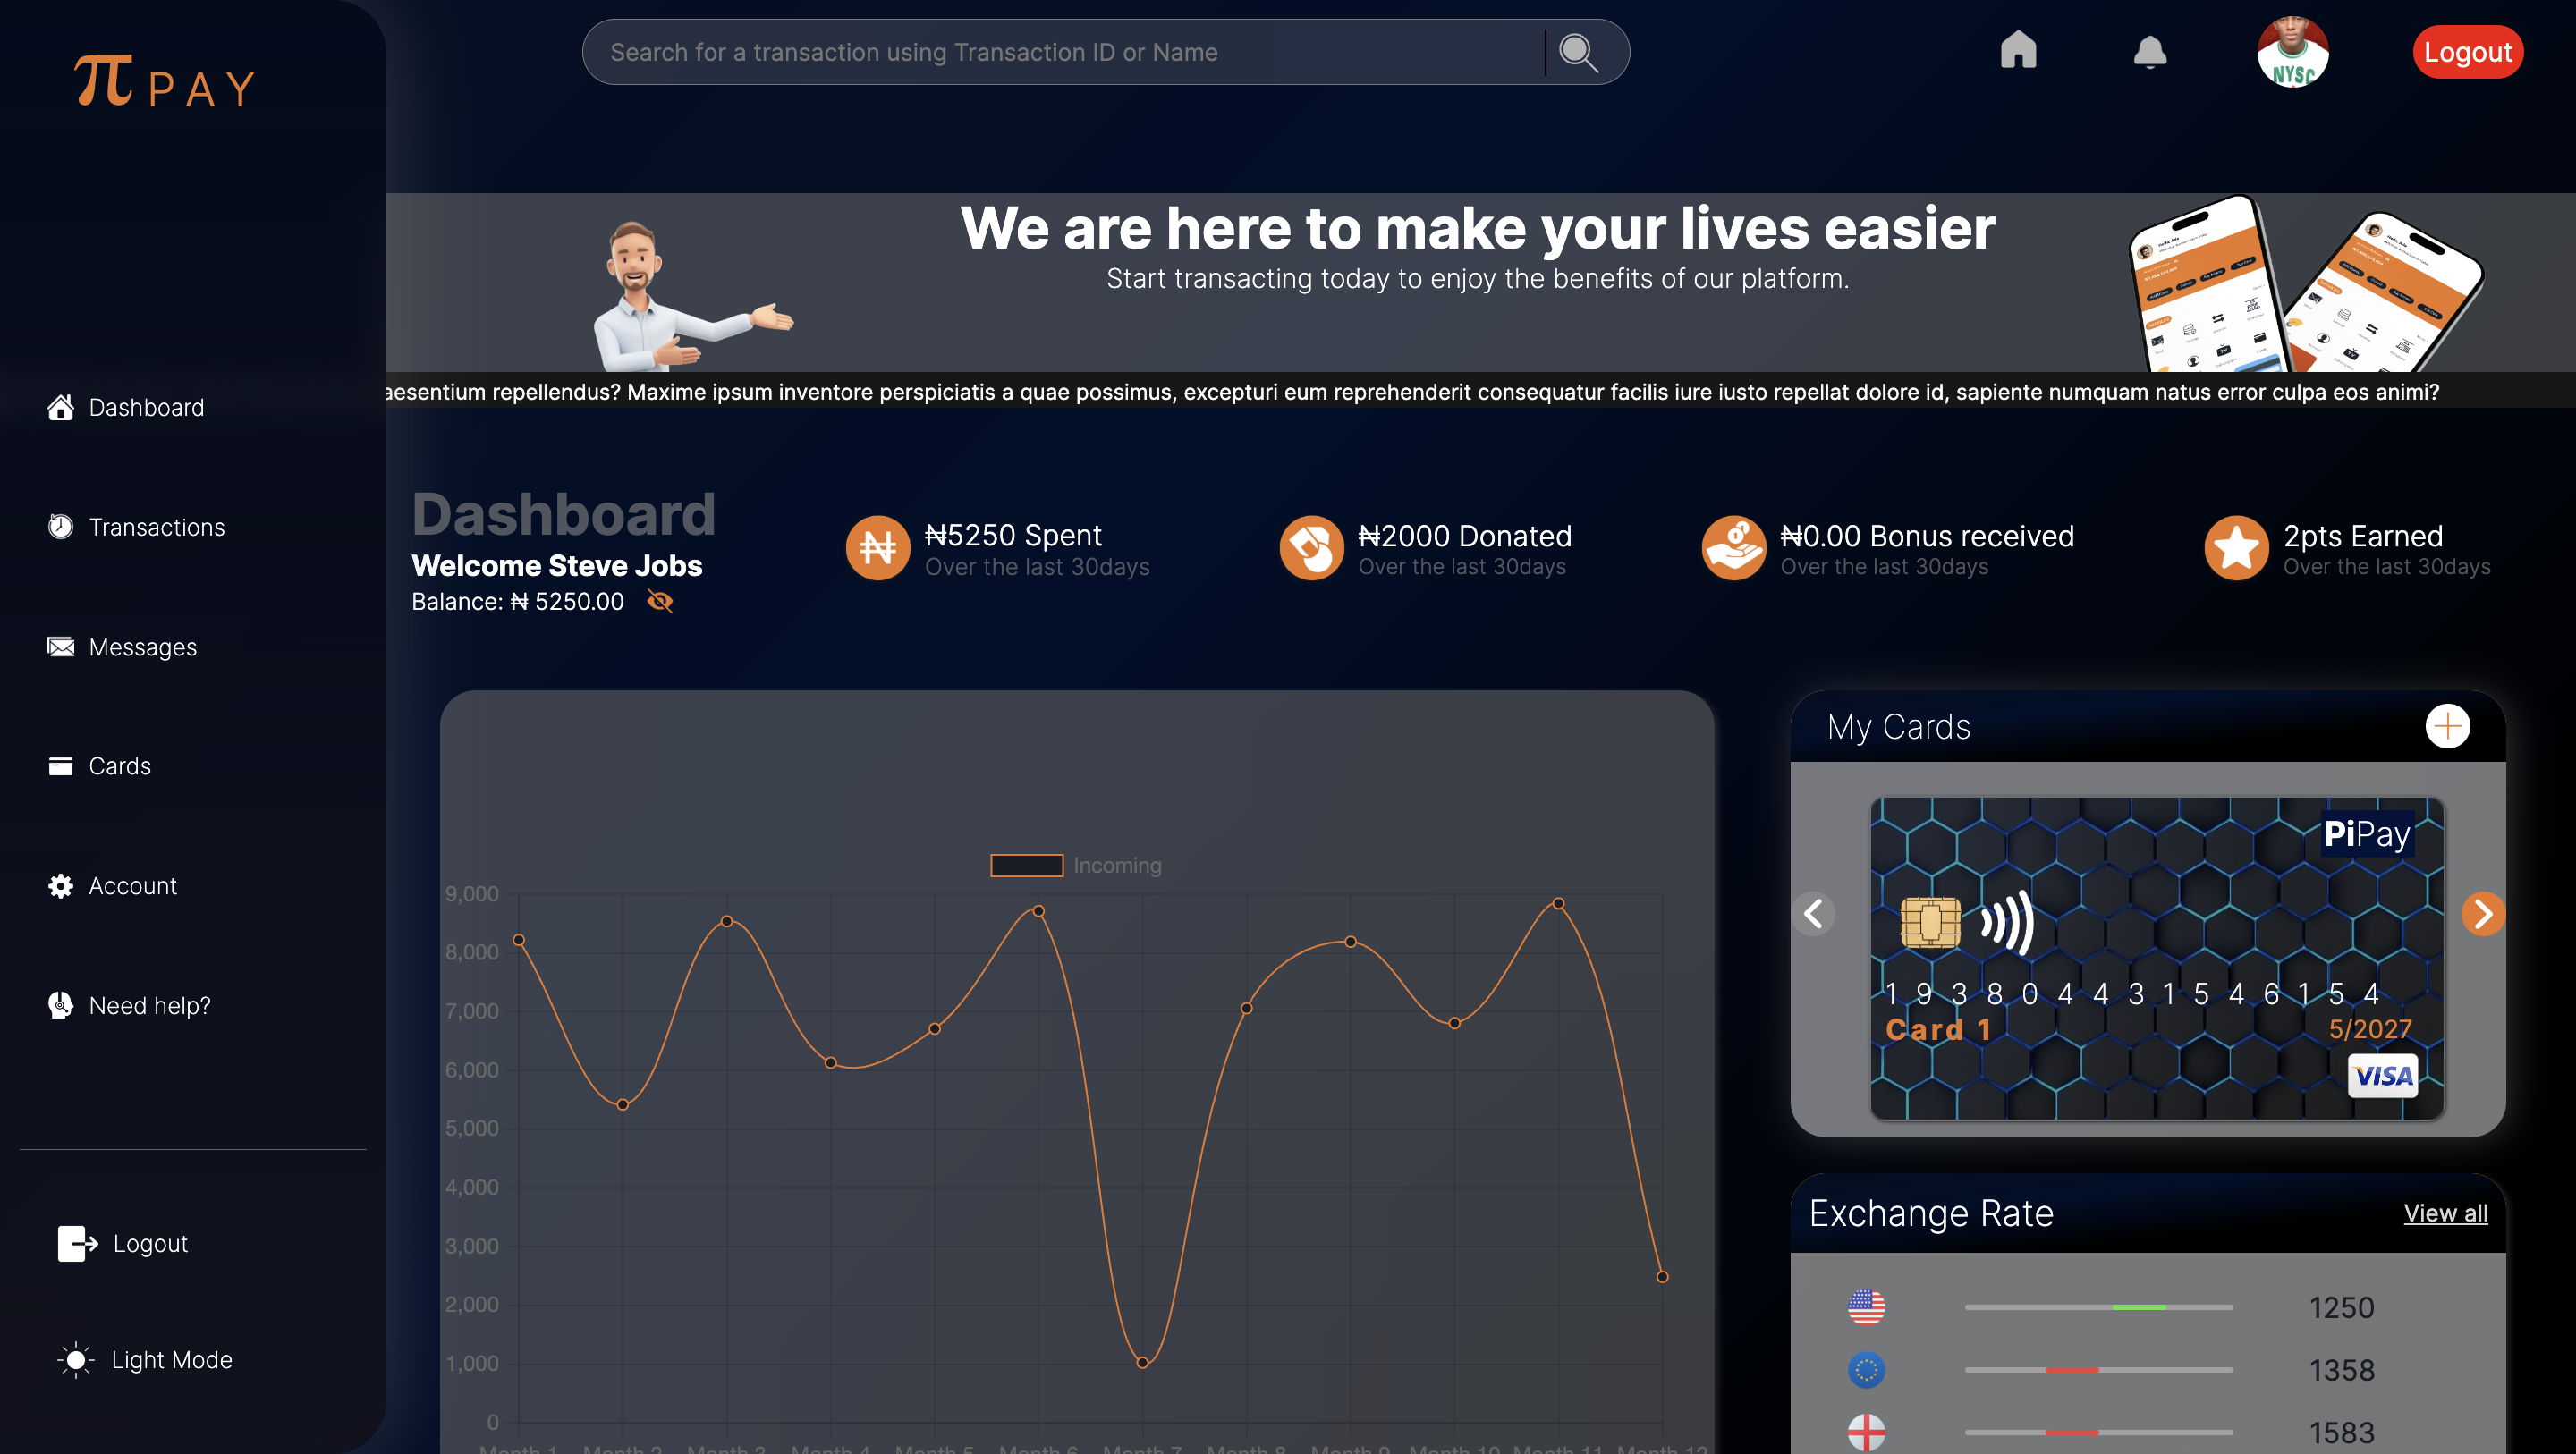 π PAY
Search for a transaction using Transaction ID or Name
NYSC
Logout
We are here to make your lives easier
Start transacting today to enjoy the benefits of our platform.
aesentium repellendus? Maxime ipsum inventore perspiciatis a quae possimus, excepturi eum reprehenderit consequatur facilis iure iusto repellat dolore id, sapiente numquam natus error culpa eos animi?
Dashboard
Transactions
Messages
Cards
Account
Need help?
Logout
Light Mode
Dashboard
Welcome Steve Jobs
Balance: ₦ 5250.00
₦5250 Spent
Over the last 30days
₦2000 Donated
Over the last 30days
₦0.00 Bonus received
Over the last 30days
2pts Earned
Over the last 30days
Incoming
9,000
8,000
7,000
6,000
5,000
4,000
3,000
2,000
1,000
0
Month 1 Month 2 Month 3 Month 4 Month 5 Month 6 Month 7 Month 8 Month 9 Month 10 Month 11 Month 12
My Cards
PiPay
1 9 3 8 0 4 4 3 1 5 4 6 1 5 4
Card 1
5/2027
VISA
Exchange Rate
View all
1250
1358
1583